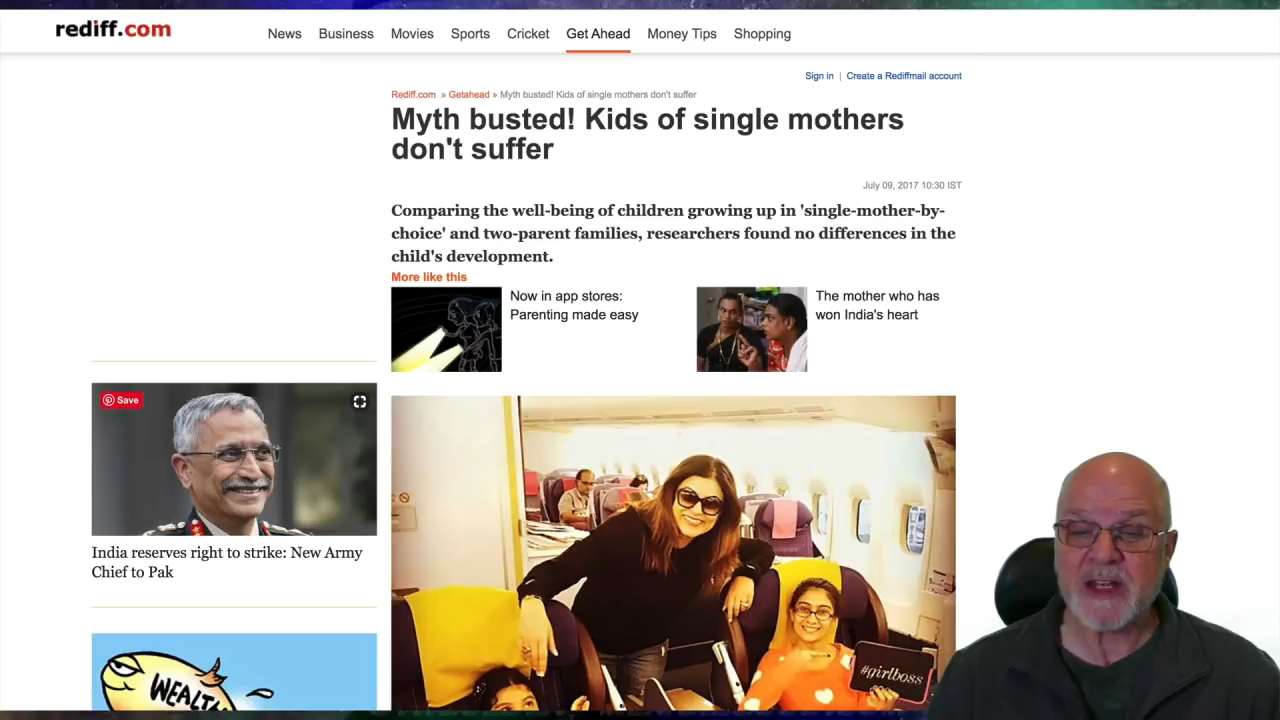 rediff.com
News Business Movies Sports Cricket Get Ahead Money Tips Shopping
Sign in | Create a Rediffmail account
Rediff.com » Getahead » Myth busted! Kids of single mothers don't suffer
Myth busted! Kids of single mothers
don't suffer
July 09, 2017 10:30 IST
Comparing the well-being of children growing up in 'single-mother-by-
choice' and two-parent families, researchers found no differences in the
child's development.
More like this
Now in app stores:
Parenting made easy
The mother who has
won India's heart
Save
India reserves right to strike: New Army
Chief to Pak
WEALTH
#girlboss